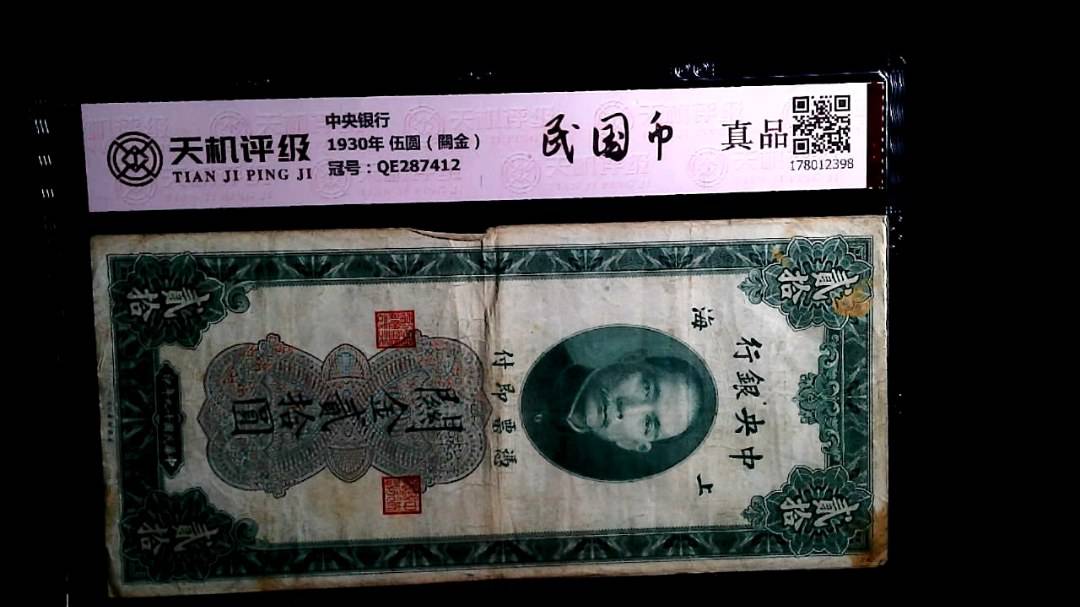 天机评级
TIAN JI PING JI
中央银行
1930年 伍圆（關金）
冠号：QE287412
民国币
真品
178012398
中央銀行
上海
憑票即付
關金貳拾圓
貳拾
貳拾
貳拾
貳拾